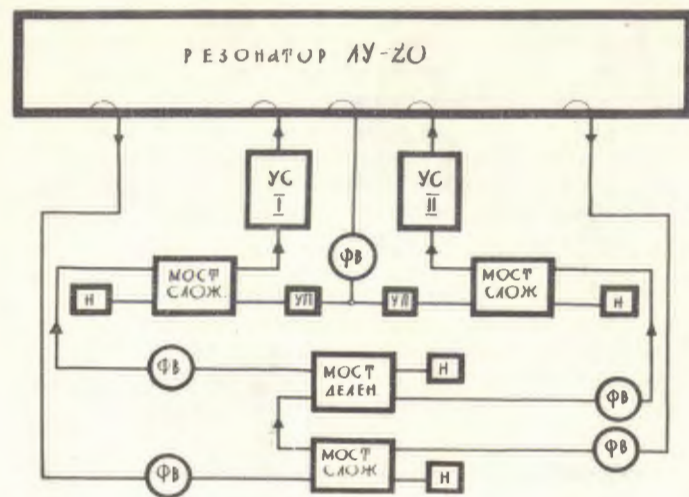 РЕЗОНАТОР ЛУ-20
УС
I
УС
II
ФВ
МОСТ
СЛОЖ.
МОСТ
СЛОЖ
Н
УП
УП
Н
ФВ
МОСТ
ДЕЛЕН.
Н
ФВ
ФВ
МОСТ
СЛОЖ
ФВ
Н